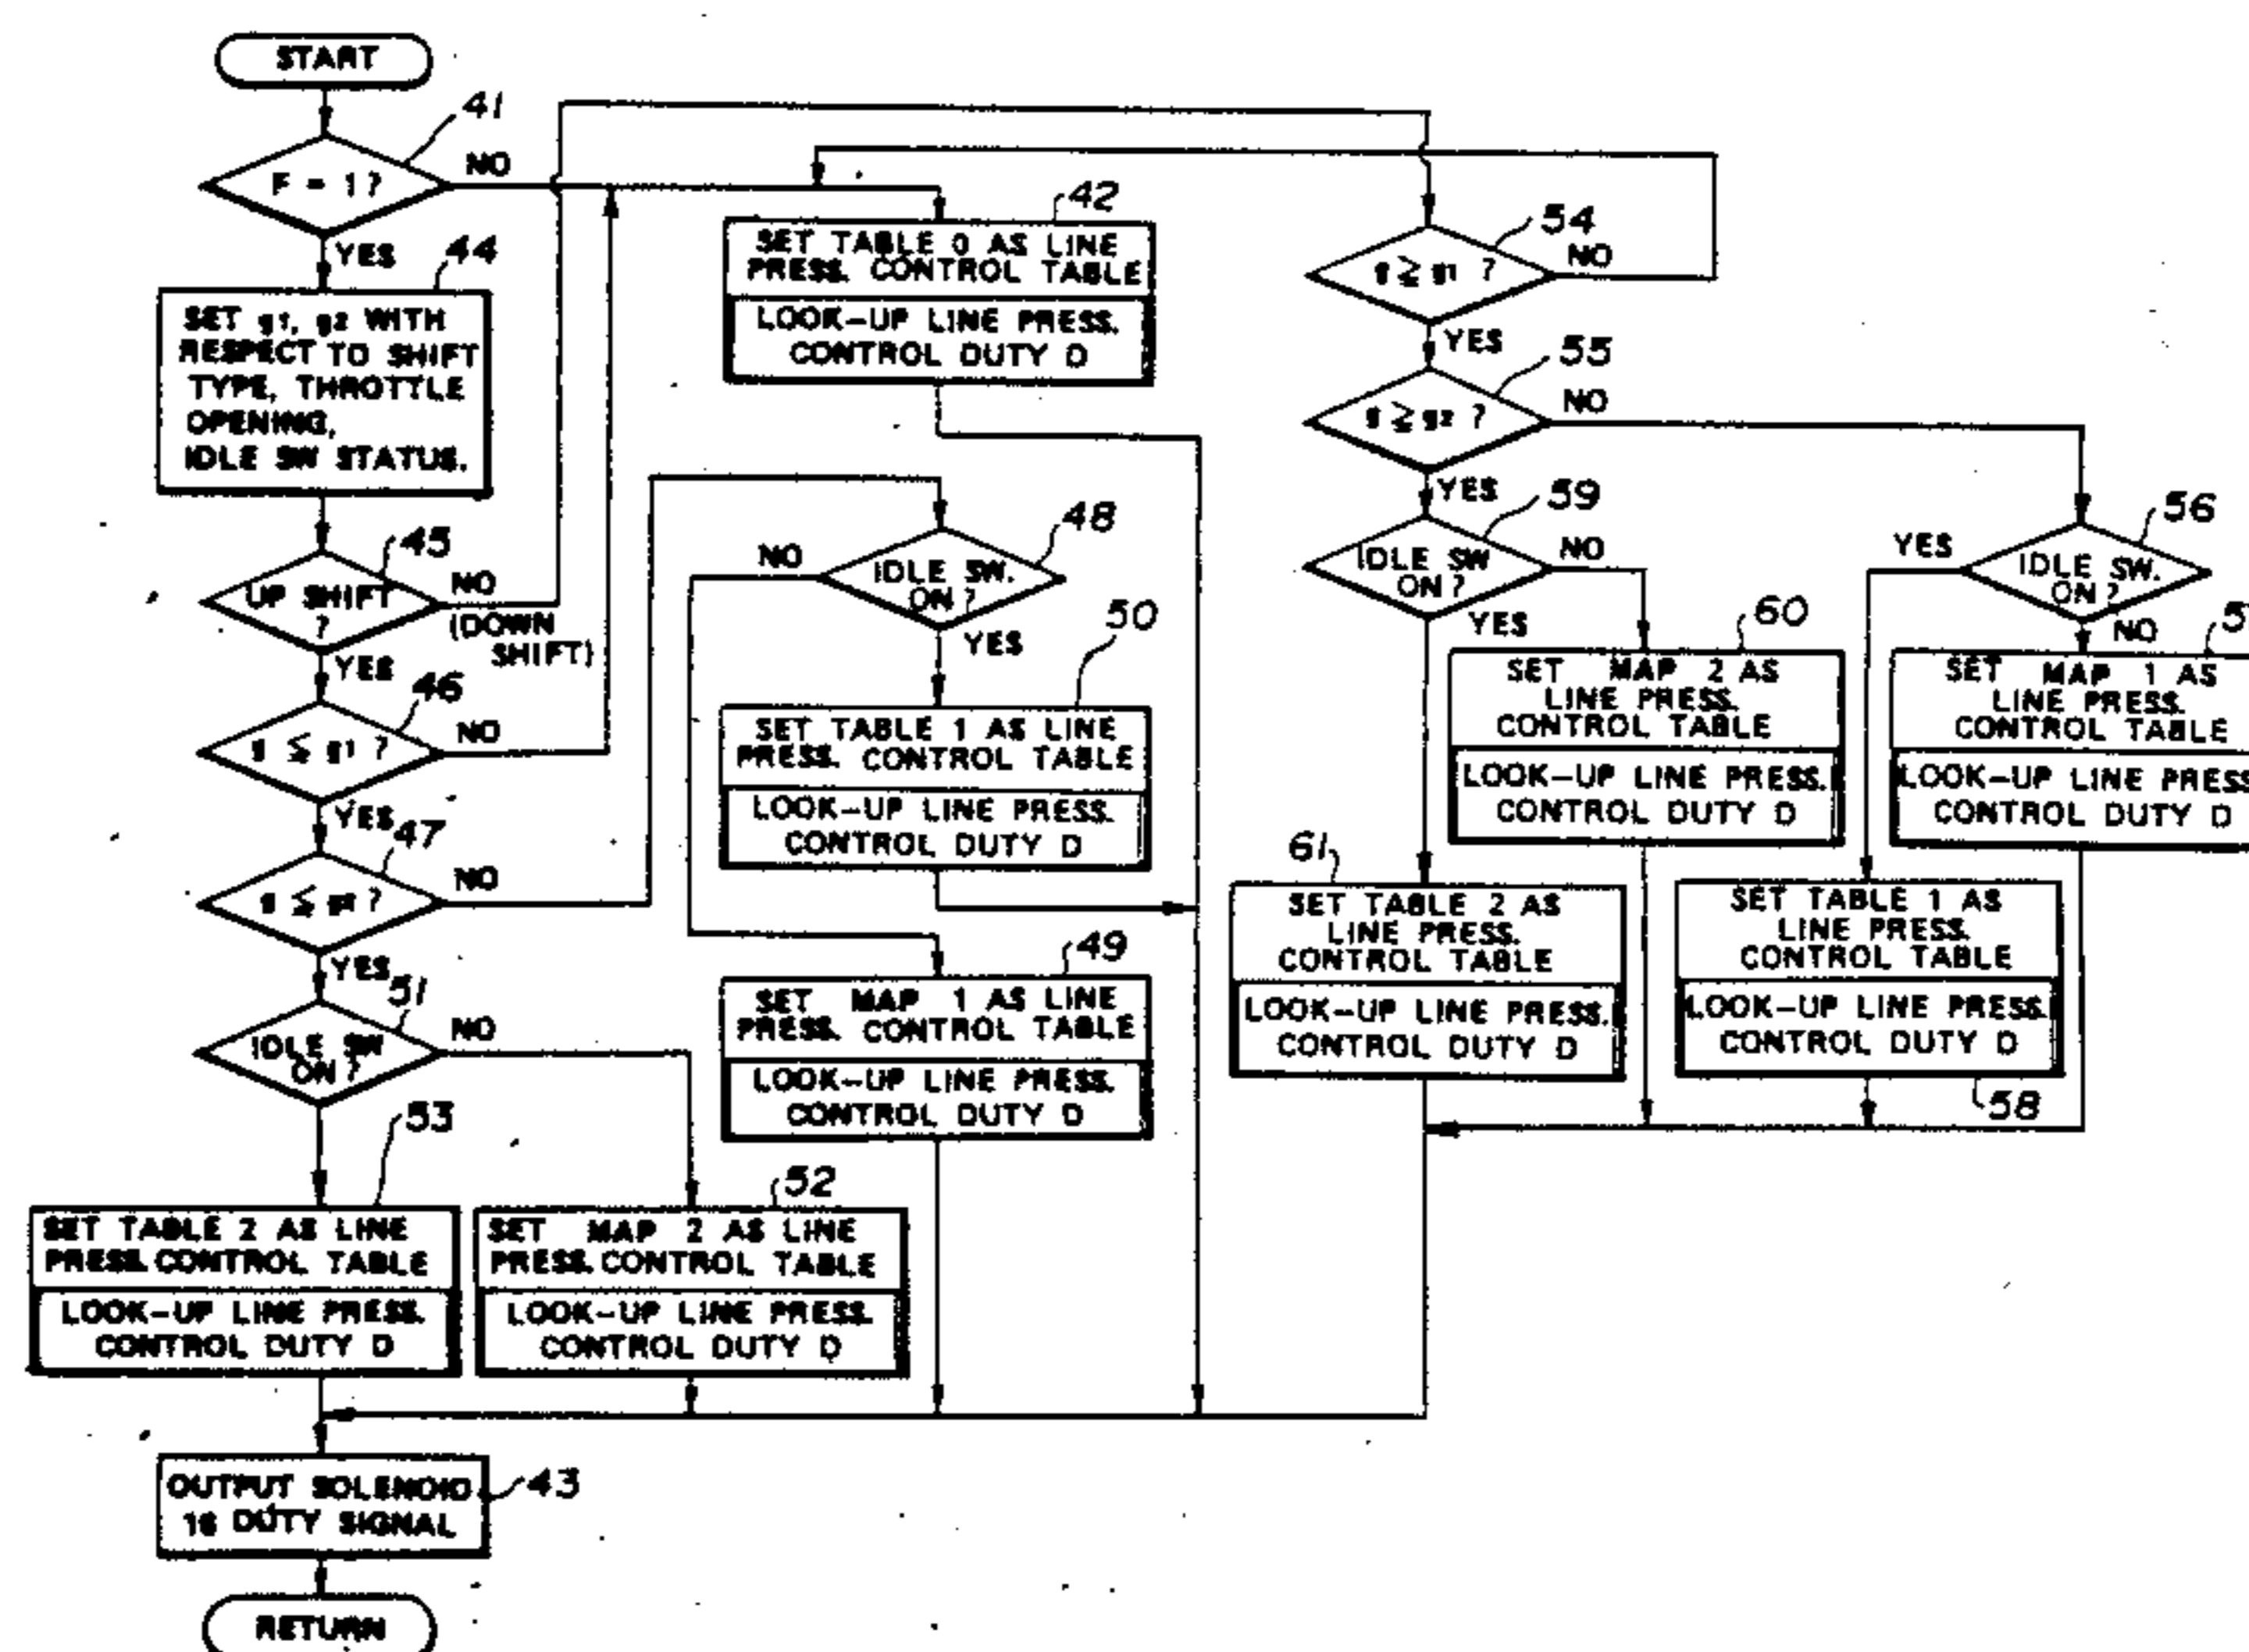 START
41
F = 1 ?
NO
YES
44
SET g1, g2 WITH
RESPECT TO SHIFT
TYPE, THROTTLE
OPENING,
IDLE SW STATUS.
45
UP SHIFT
?
NO
(DOWN
SHIFT)
YES
46
g ≦ g1 ?
NO
YES
47
g ≦ g2 ?
NO
YES
51
IDLE SW
ON ?
NO
53
SET TABLE 2 AS LINE
PRESS. CONTROL TABLE
LOOK-UP LINE PRESS.
CONTROL DUTY D
52
SET MAP 2 AS LINE
PRESS. CONTROL TABLE
LOOK-UP LINE PRESS.
CONTROL DUTY D
OUTPUT SOLENOID
16 DUTY SIGNAL
43
RETURN
42
SET TABLE 0 AS LINE
PRESS. CONTROL TABLE
LOOK-UP LINE PRESS.
CONTROL DUTY D
48
IDLE SW.
ON ?
NO
YES
50
SET TABLE 1 AS LINE
PRESS. CONTROL TABLE
LOOK-UP LINE PRESS.
CONTROL DUTY D
49
SET MAP 1 AS LINE
PRESS. CONTROL TABLE
LOOK-UP LINE PRESS.
CONTROL DUTY D
54
g ≧ g1 ?
NO
YES
55
g ≧ g2 ?
NO
YES
59
IDLE SW
ON ?
NO
YES
56
IDLE SW.
ON ?
YES
NO
60
SET MAP 2 AS
LINE PRESS.
CONTROL TABLE
LOOK-UP LINE PRESS.
CONTROL DUTY D
SET MAP 1 AS
LINE PRESS.
CONTROL TABLE
LOOK-UP LINE PRESS
CONTROL DUTY D
61
SET TABLE 2 AS
LINE PRESS.
CONTROL TABLE
LOOK-UP LINE PRESS.
CONTROL DUTY D
SET TABLE 1 AS
LINE PRESS.
CONTROL TABLE
LOOK-UP LINE PRESS.
CONTROL DUTY D
58